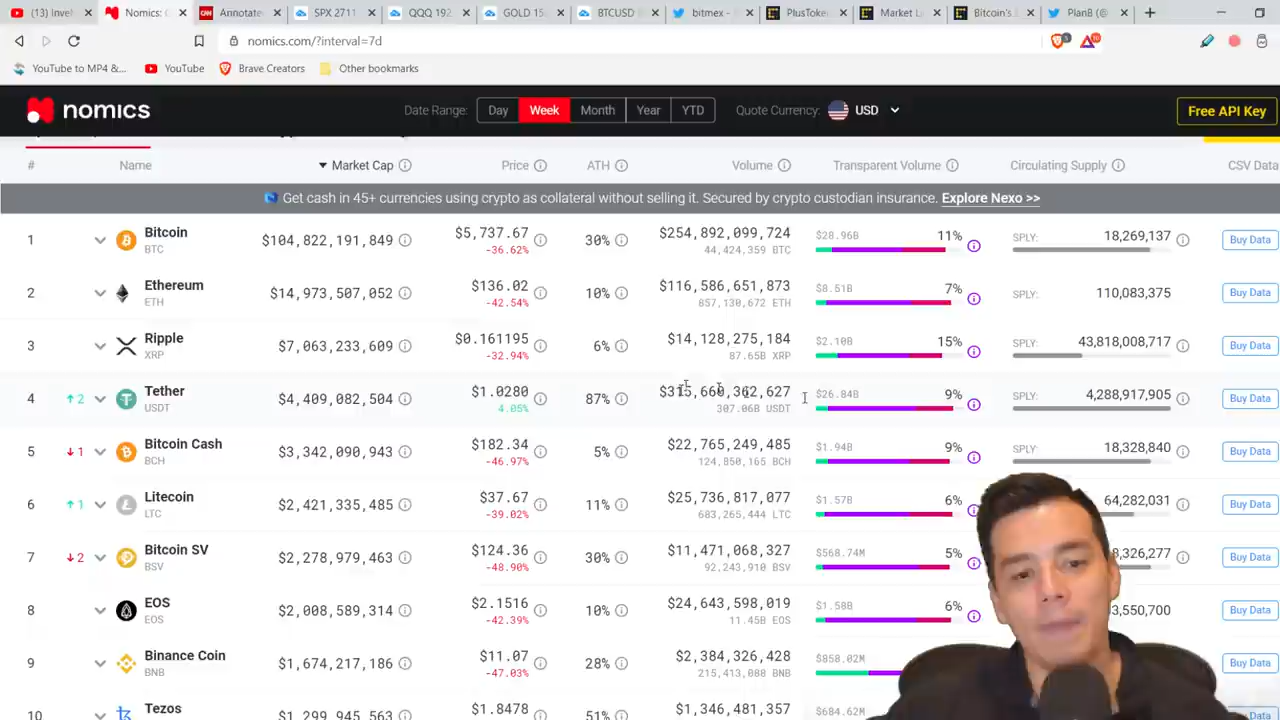 (1) Invel
Nomics: C
Annotate
SPX 2711
QQQ 192
GOLD 15
BTCUSD
bitmex -
PlusToken
Market L
Bitcoin's
PlanB (@
nomics.com/?interval=7d
YouTube to MP4 &... YouTube Brave Creators Other bookmarks
nomics Date Range: Day Week Month Year YTD Quote Currency: USD Free API Key
# Name Market Cap Price ATH Volume Transparent Volume Circulating Supply CSV Data
Get cash in 45+ currencies using crypto as collateral without selling it. Secured by crypto custodian insurance. Explore Nexo >>
1 Bitcoin $104,822,191,849 $5,737.67 30% $254,892,099,724 $28.96B 11% SPLY: 18,269,137 Buy Data
BTC -36.62% 44,424,359 BTC
2 Ethereum $14,973,507,052 $136.02 10% $116,586,651,873 $8.51B 7% SPLY: 110,083,375 Buy Data
ETH -42.54% 857,130,672 ETH
3 Ripple $7,063,233,609 $0.161195 6% $14,128,275,184 $2.10B 15% SPLY: 43,818,008,717 Buy Data
XRP -32.94% 87.65B XRP
4 2 Tether $4,409,082,504 $1.0280 87% $315,660,362,627 $26.84B 9% SPLY: 4,288,917,905 Buy Data
USDT 4.05% 307.06B USDT
5 1 Bitcoin Cash $3,342,090,943 $182.34 5% $22,765,249,485 $1.94B 9% SPLY: 18,328,840 Buy Data
BCH -46.97% 124,850,165 BCH
6 1 Litecoin $2,421,335,485 $37.67 11% $25,736,817,077 $1.57B 6% 64,282,031 Buy Data
LTC -39.02% 683,265,444 LTC
7 2 Bitcoin SV $2,278,979,463 $124.36 30% $11,471,068,327 $568.74M 5% 8,326,277 Buy Data
BSV -48.90% 92,243,910 BSV
8 EOS $2,008,589,314 $2.1516 10% $24,643,598,019 $1.58B 6% 3,550,700 Buy Data
EOS -42.39% 11.45B EOS
9 Binance Coin $1,674,217,186 $11.07 28% $2,384,326,428 $858.02M Buy Data
BNB -47.03% 215,413,088 BNB
10 Tezos $1,299,945,563 $1.8478 51% $1,346,481,357 $684.62M